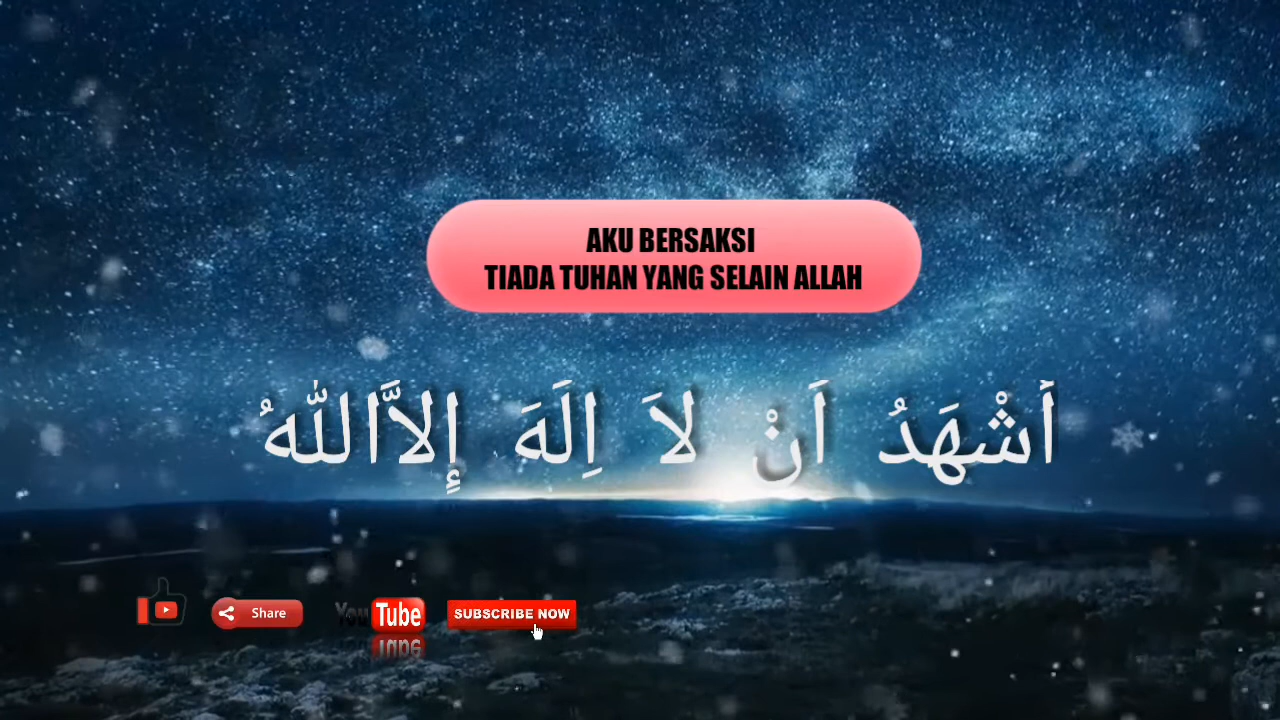 AKU BERSAKSI
TIADA TUHAN YANG SELAIN ALLAH
أَشْهَدُ اَنْ لاَ اِلَهَ إِلاَّاللّٰهُ
Share
YouTube
SUBSCRIBE NOW